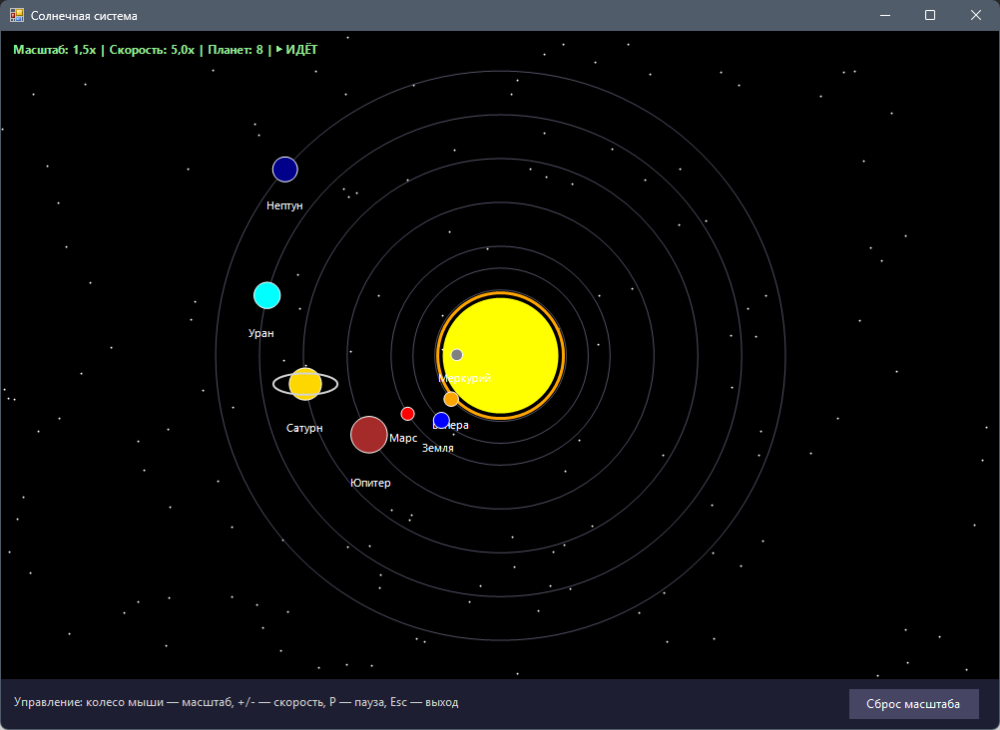 Солнечная система
Масштаб: 1,5x | Скорость: 5,0x | Планет: 8 | ▶ ИДЁТ
Нептун
Уран
Меркурий
Сатурн
Венера
Марс
Земля
Юпитер
Управление: колесо мыши — масштаб, +/- — скорость, P — пауза, Esc — выход
Сброс масштаба